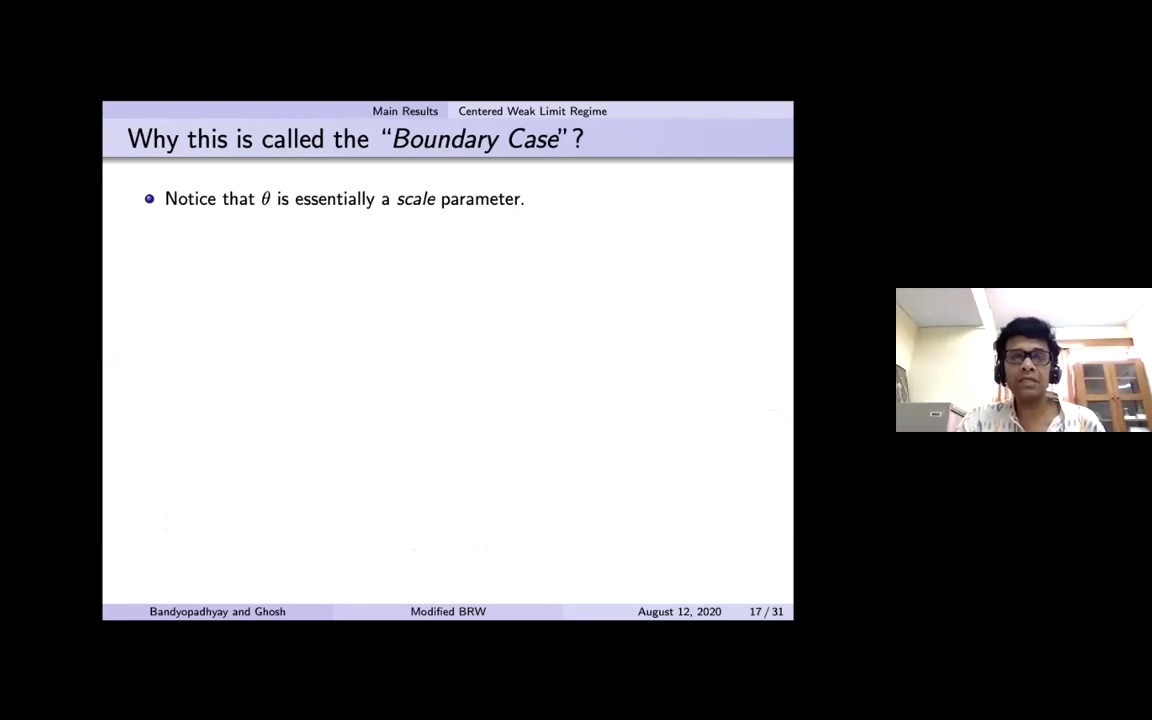 Main Results Centered Weak Limit Regime
Why this is called the “Boundary Case”?
Notice that θ is essentially a scale parameter.
Bandyopadhyay and Ghosh Modified BRW August 12, 2020 17 / 31